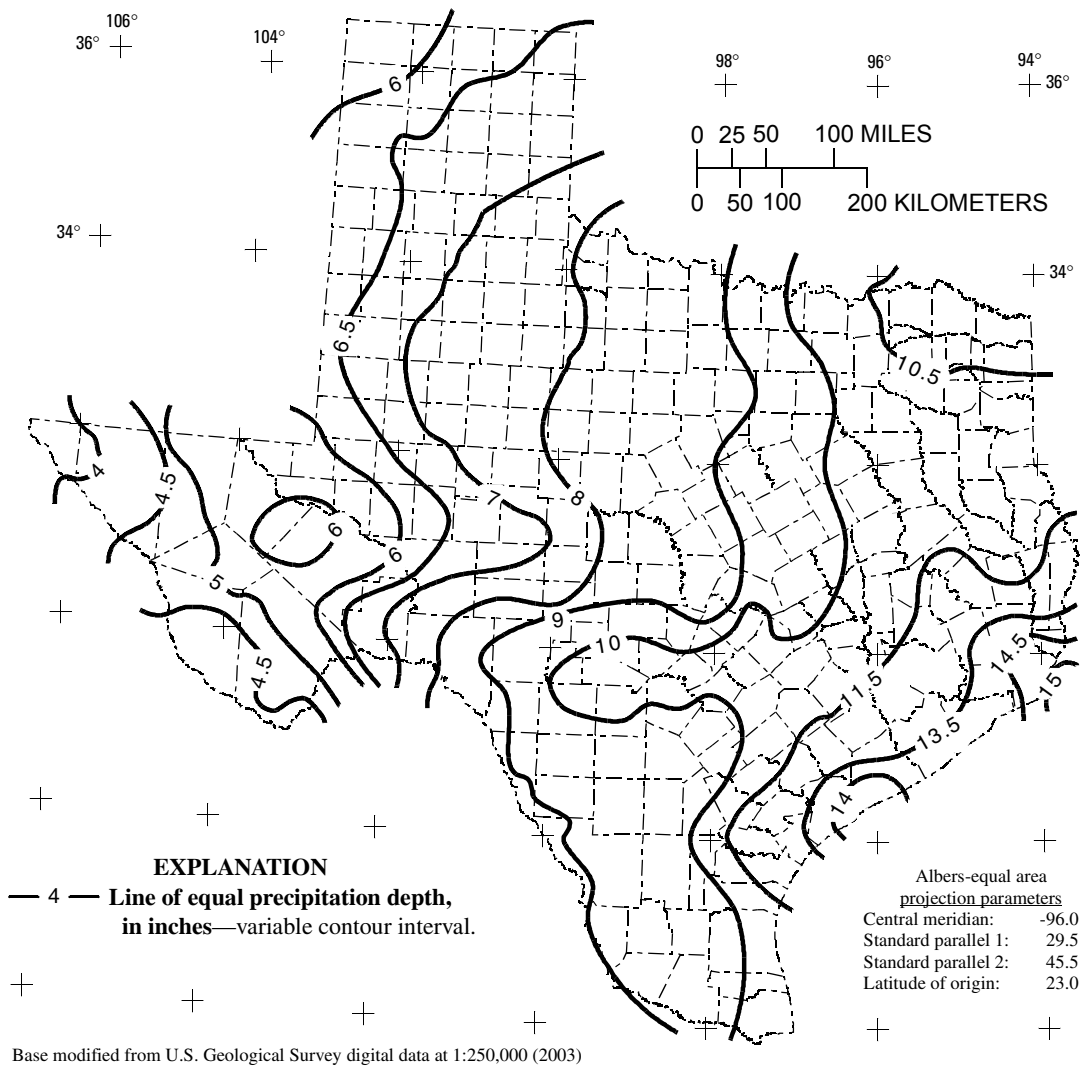 106°
36°
104°
98°
96°
94°
36°
0 25 50 100 MILES
0 50 100 200 KILOMETERS
34°
34°
6
6.5
10.5
4
4.5
7
8
6
6
5
9
10
4.5
14.5
11.5
15
13.5
14
EXPLANATION
4 Line of equal precipitation depth,
in inches—variable contour interval.
Albers-equal area
projection parameters
Central meridian: -96.0
Standard parallel 1: 29.5
Standard parallel 2: 45.5
Latitude of origin: 23.0
Base modified from U.S. Geological Survey digital data at 1:250,000 (2003)